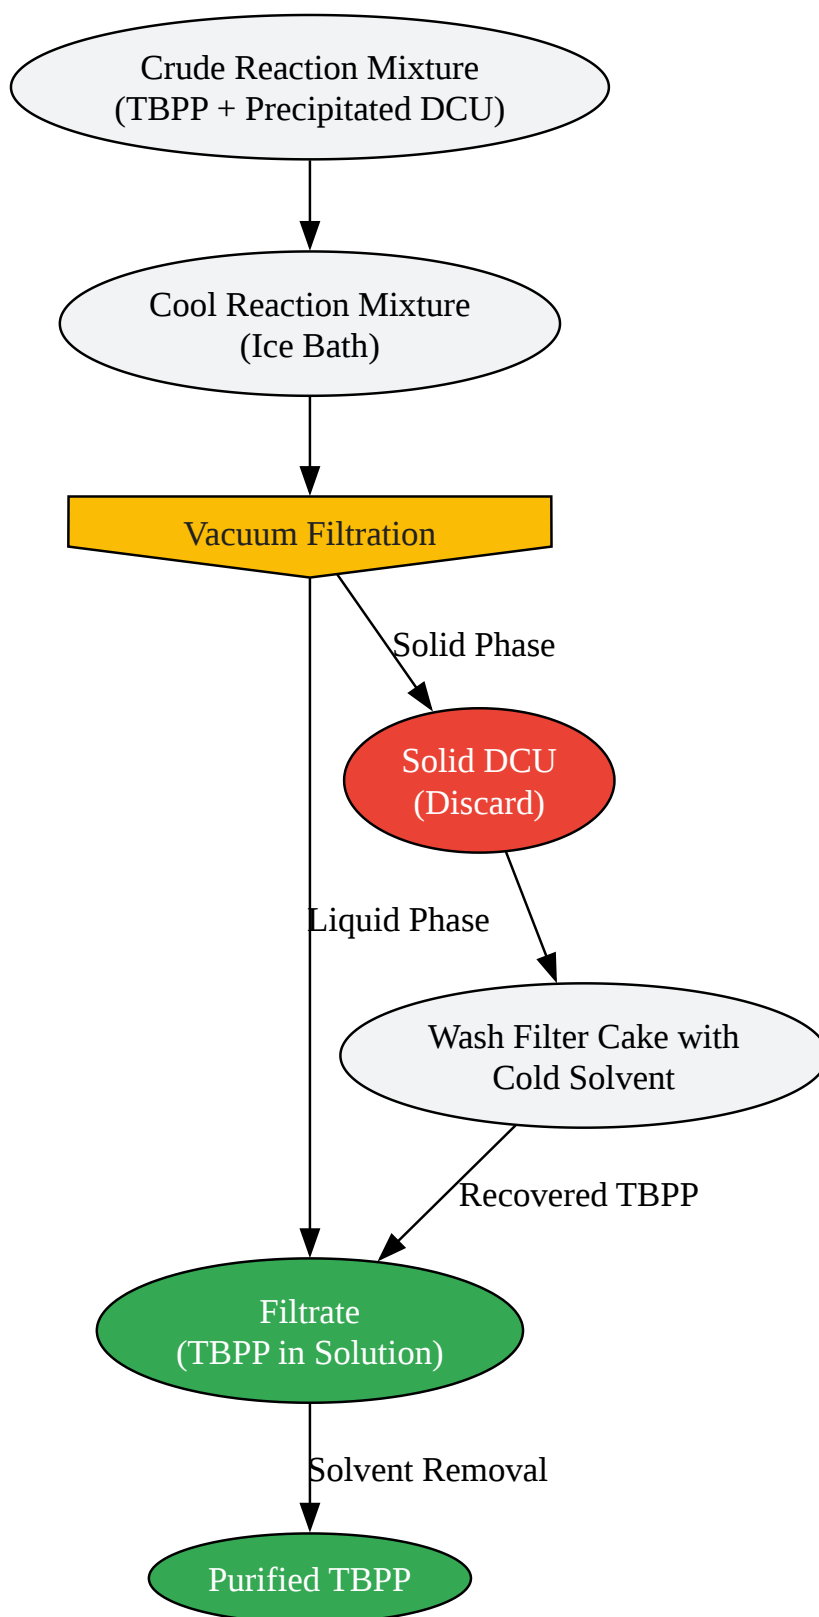 Crude Reaction Mixture
(TBPP + Precipitated DCU)
Cool Reaction Mixture
(Ice Bath)
Vacuum Filtration
Solid Phase
Solid DCU
(Discard)
Liquid Phase
Wash Filter Cake with
Cold Solvent
Recovered TBPP
Filtrate
(TBPP in Solution)
Solvent Removal
Purified TBPP